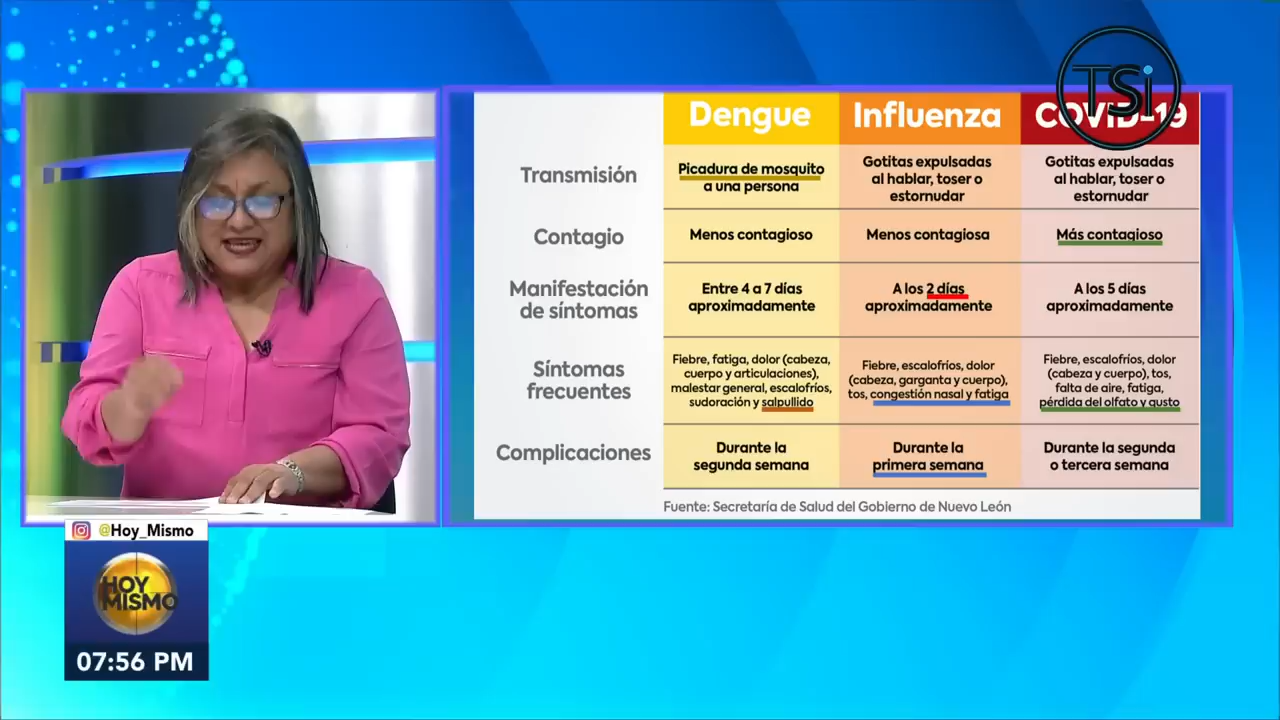 TSi
Dengue
Influenza
COVID-19
Transmisión
Picadura de mosquito
a una persona
Gotitas expulsadas
al hablar, toser o
estornudar
Gotitas expulsadas
al hablar, toser o
estornudar
Contagio
Menos contagioso
Menos contagiosa
Más contagioso
Manifestación
de síntomas
Entre 4 a 7 días
aproximadamente
A los 2 días
aproximadamente
A los 5 días
aproximadamente
Síntomas
frecuentes
Fiebre, fatiga, dolor (cabeza,
cuerpo y articulaciones),
malestar general, escalofríos,
sudoración y salpullido
Fiebre, escalofríos, dolor
(cabeza, garganta y cuerpo),
tos, congestión nasal y fatiga
Fiebre, escalofríos, dolor
(cabeza y cuerpo), tos,
falta de aire, fatiga,
pérdida del olfato y gusto
Complicaciones
Durante la
segunda semana
Durante la
primera semana
Durante la segunda
o tercera semana
Fuente: Secretaría de Salud del Gobierno de Nuevo León
@Hoy_Mismo
HOY
MISMO
07:56 PM